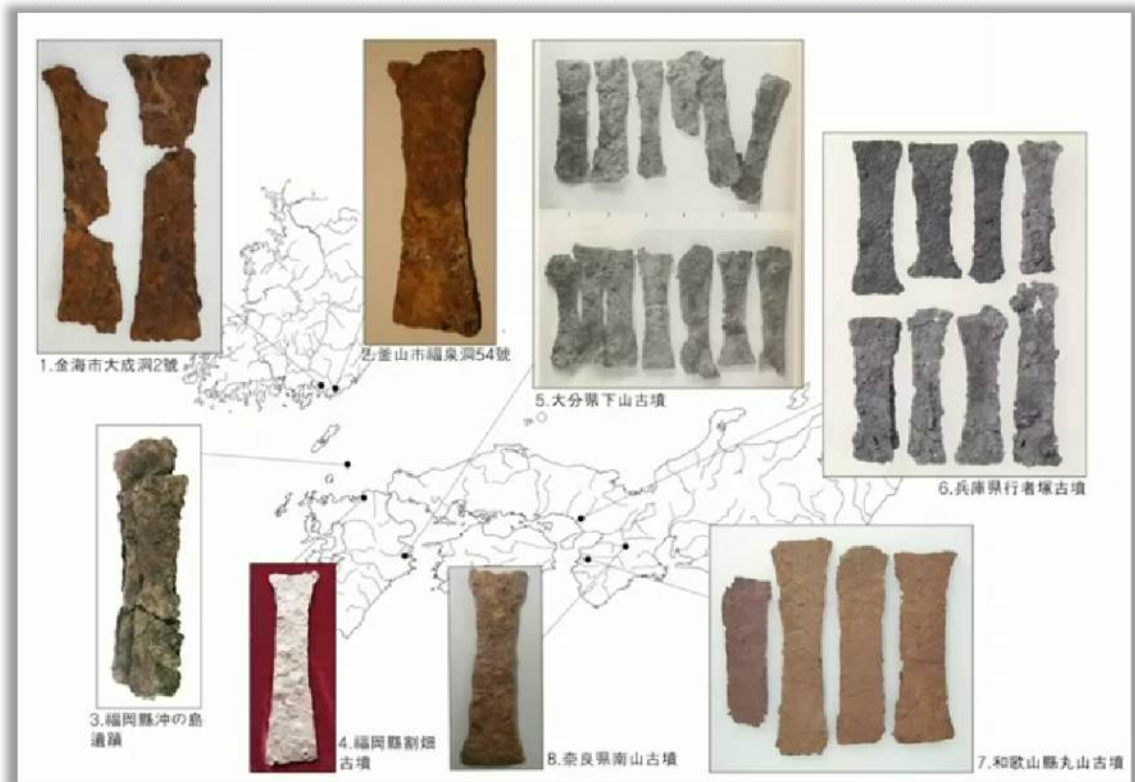 1.金海市大成洞2號
2.釜山市福泉洞54號
5.大分県下山古墳
6.兵庫県行者塚古墳
3.福岡縣沖の島
遺蹟
4.福岡縣割畑
古墳
8.奈良県南山古墳
7.和歌山縣丸山古墳